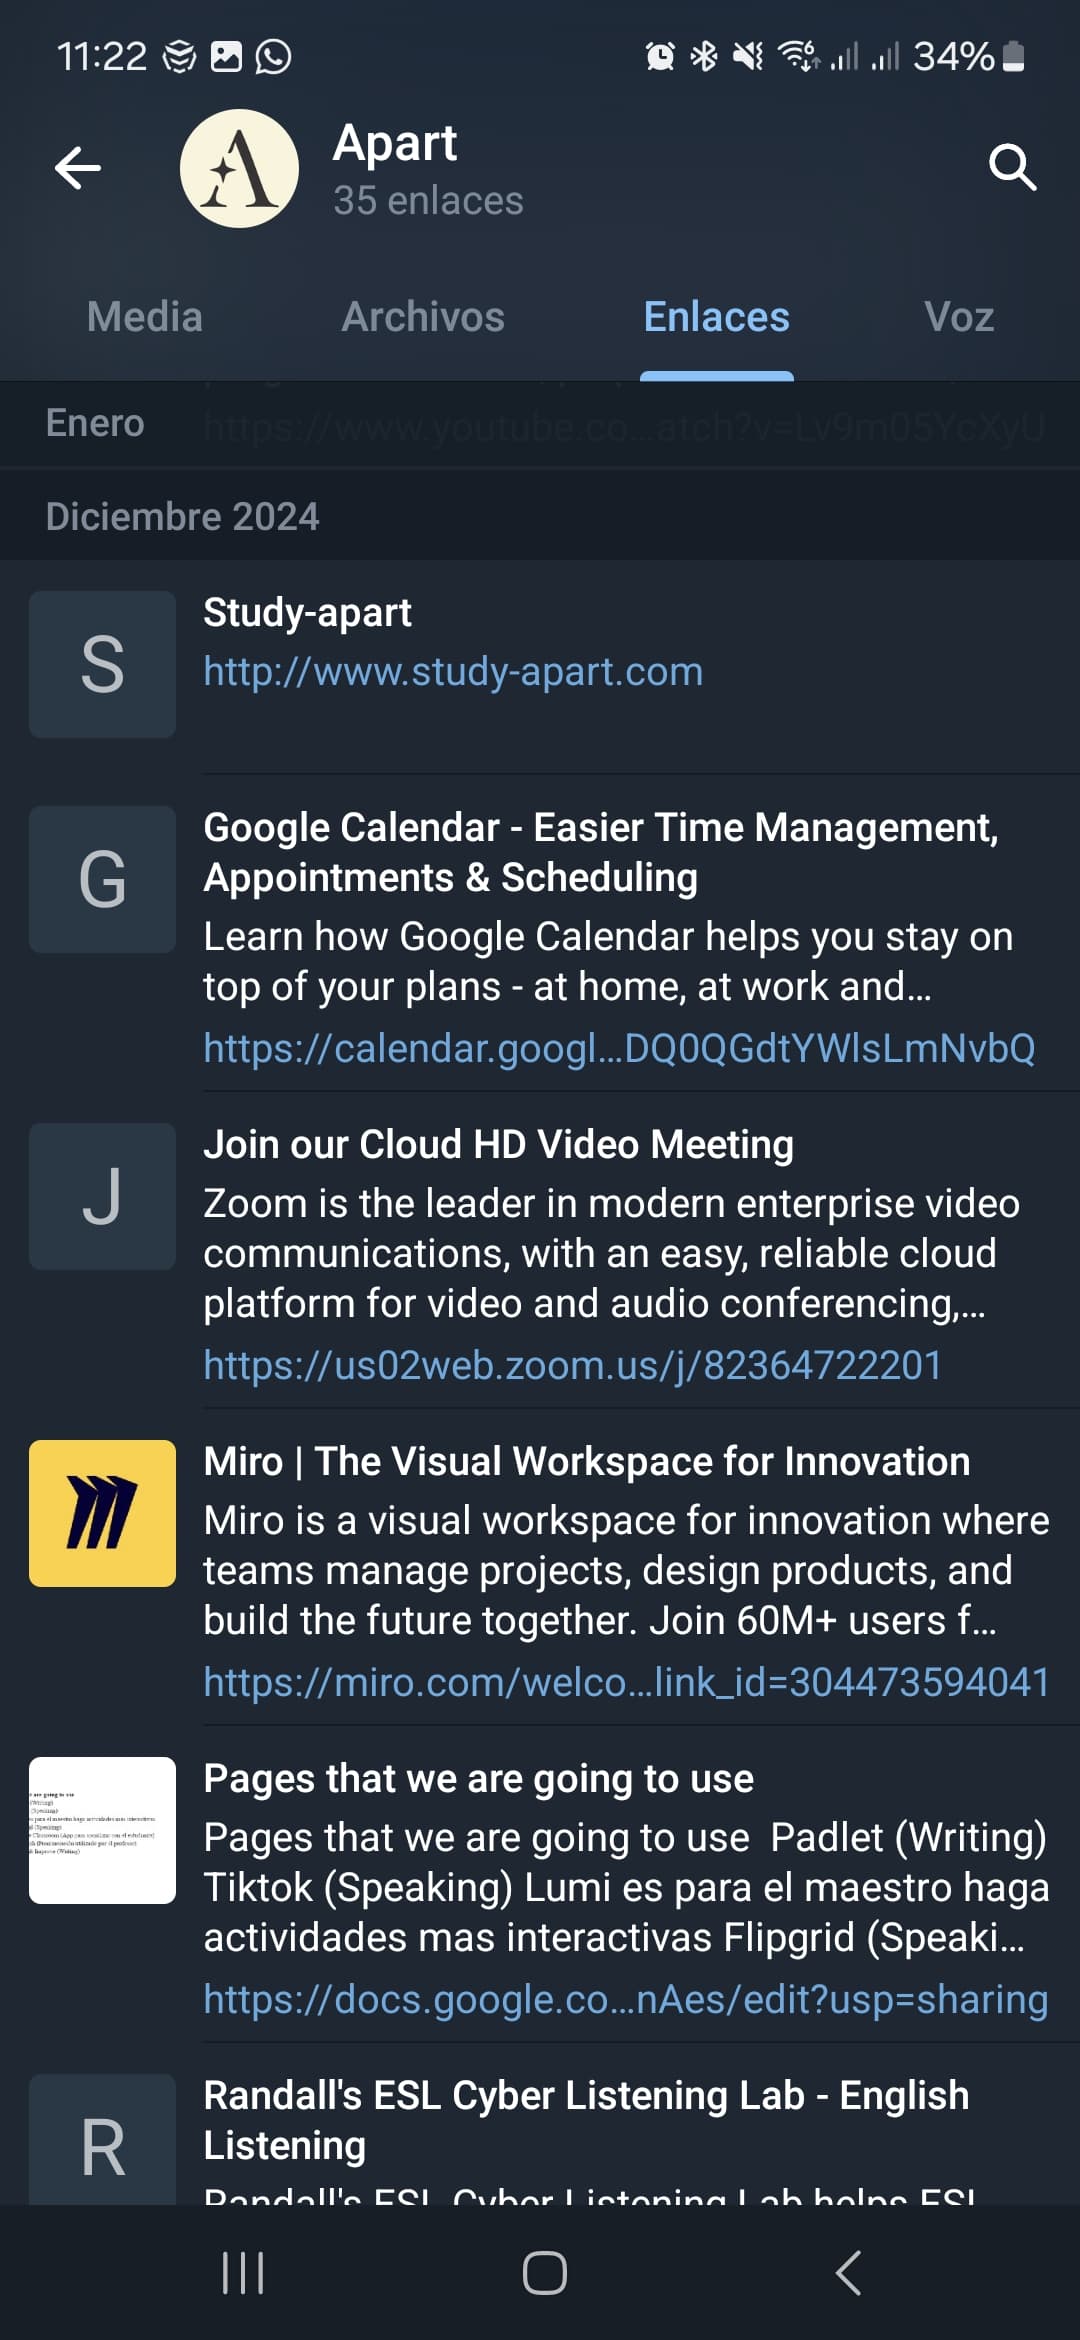 11:22
34%
Apart
35 enlaces
Media Archivos Enlaces Voz
Enero
https://www.youtube.co...atch?v=Lv9m05YcXyU
Diciembre 2024
S
Study-apart
http://www.study-apart.com
G
Google Calendar - Easier Time Management,
Appointments & Scheduling
Learn how Google Calendar helps you stay on
top of your plans - at home, at work and...
https://calendar.googl...DQ0QGdtYWlsLmNvbQ
J
Join our Cloud HD Video Meeting
Zoom is the leader in modern enterprise video
communications, with an easy, reliable cloud
platform for video and audio conferencing,...
https://us02web.zoom.us/j/82364722201
Miro | The Visual Workspace for Innovation
Miro is a visual workspace for innovation where
teams manage projects, design products, and
build the future together. Join 60M+ users f...
https://miro.com/welco...link_id=304473594041
Pages that we are going to use
Pages that we are going to use  Padlet (Writing)
Tiktok (Speaking) Lumi es para el maestro haga
actividades mas interactivas Flipgrid (Speaki...
https://docs.google.co...nAes/edit?usp=sharing
R
Randall's ESL Cyber Listening Lab - English
Listening
Randall's ESL Cyber Listening Lab helps ESL